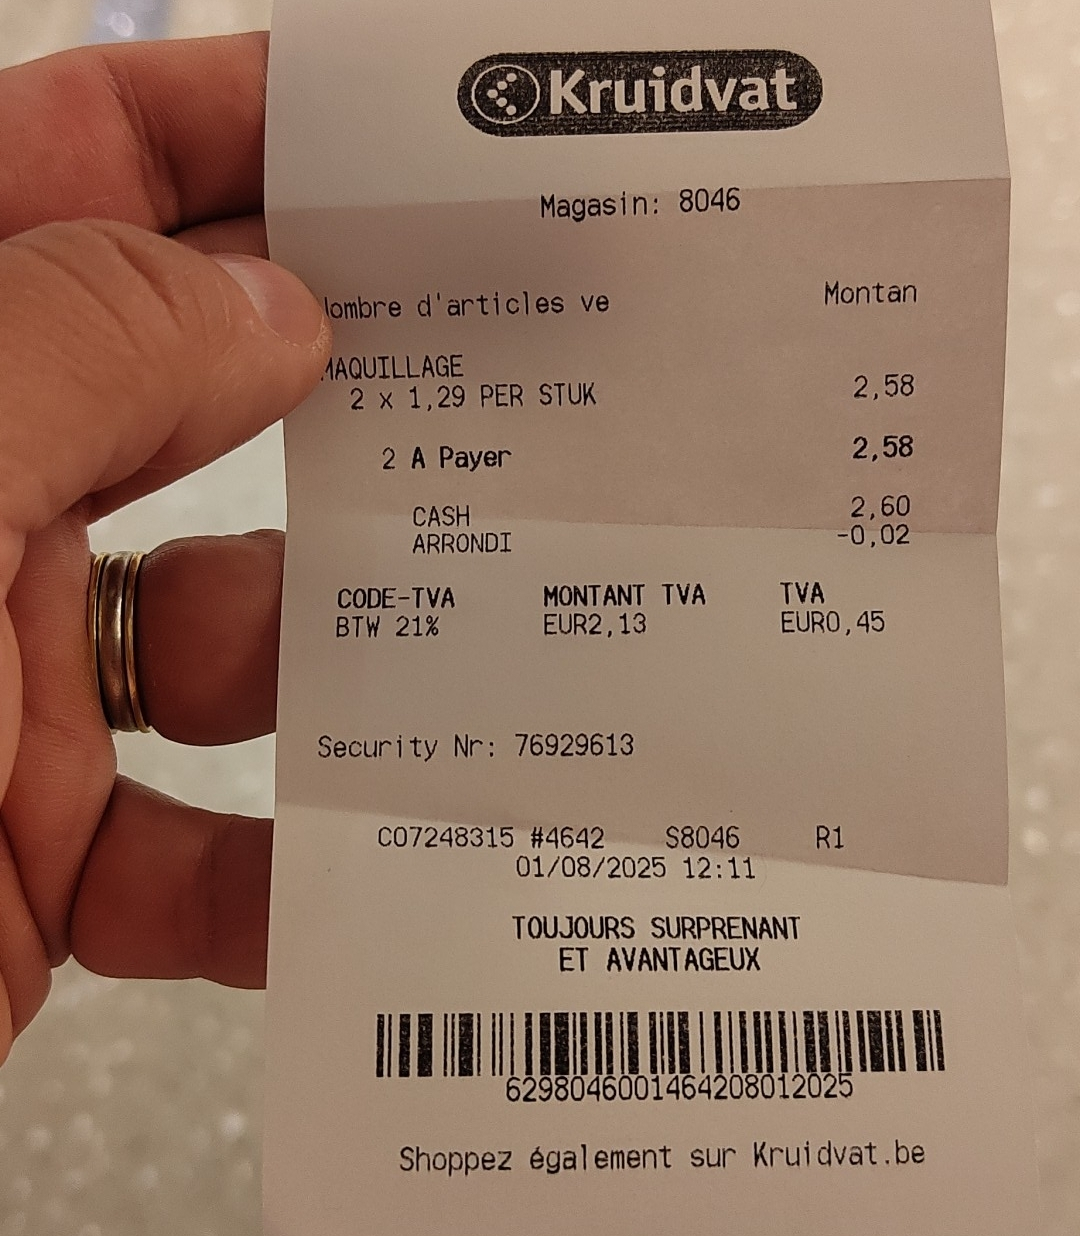 Kruidvat
Magasin: 8046
ombre d'articles ve Montan
MAQUILLAGE
2 x 1,29 PER STUK 2,58
2 A Payer 2,58
CASH 2,60
ARRONDI -0,02
CODE-TVA MONTANT TVA TVA
BTW 21% EUR2,13 EUR0,45
Security Nr: 76929613
C07248315 #4642 S8046 R1
01/08/2025 12:11
TOUJOURS SURPRENANT
ET AVANTAGEUX
6298046001464208012025
Shoppez également sur Kruidvat.be